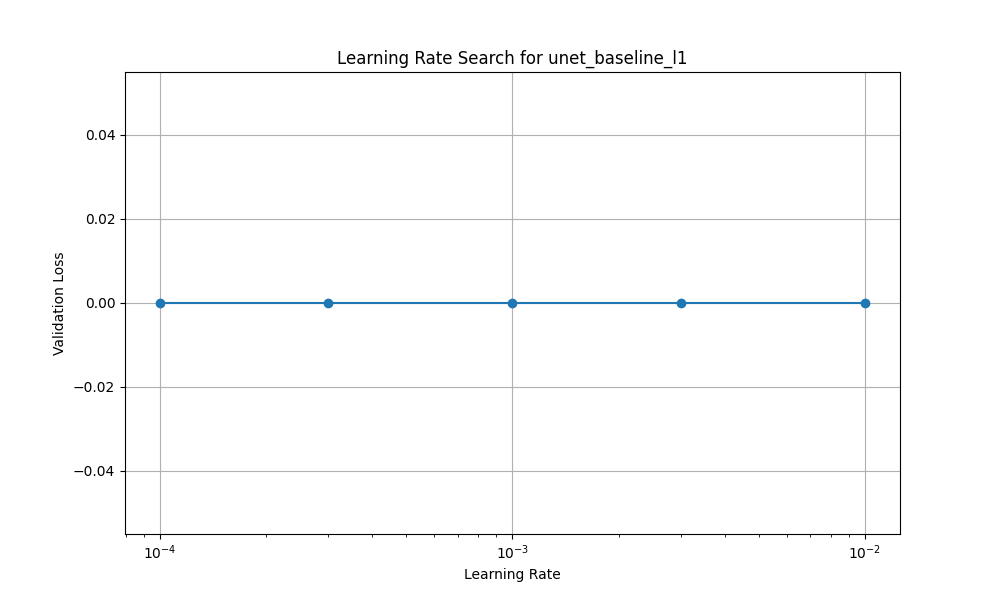 Learning Rate Search for unet_baseline_l1
0.04
0.02
0.00
−0.02
−0.04
Validation Loss
10⁻⁴
10⁻³
10⁻²
Learning Rate